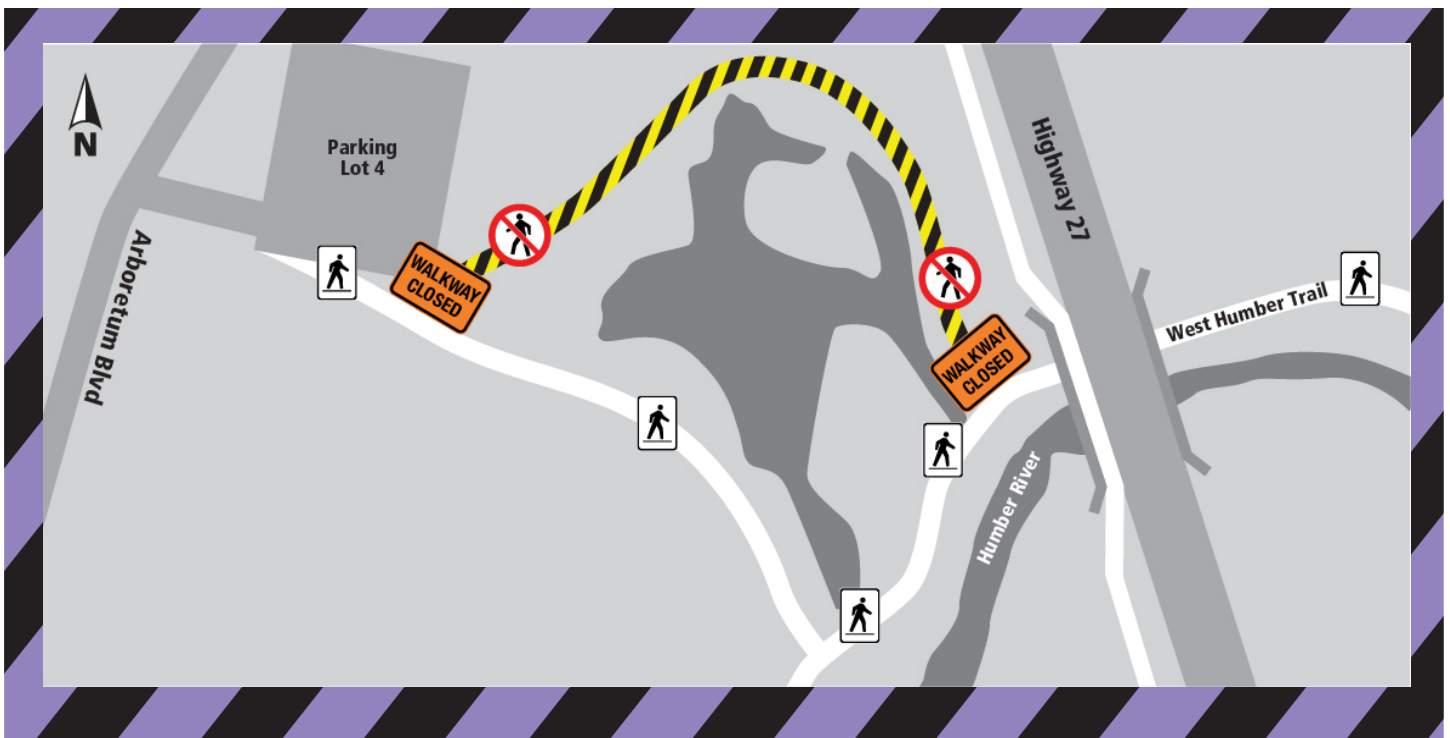 N
Parking
Lot 4
Arboretum Blvd
WALKWAY
CLOSED
Highway 27
WALKWAY
CLOSED
West Humber Trail
Humber River